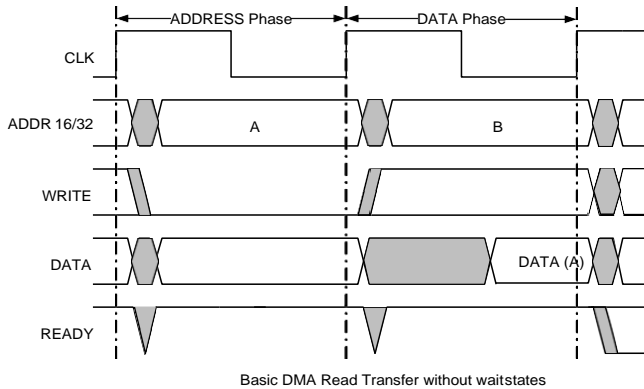 ADDRESS Phase
DATA Phase
CLK
ADDR 16/32
A
B
WRITE
DATA
DATA (A)
READY
Basic DMA Read Transfer without waitstates